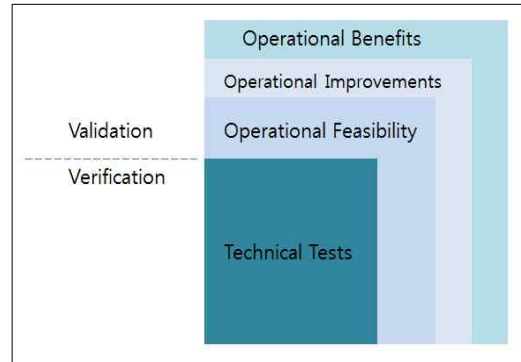 Operational Benefits
Operational Improvements
Validation
Operational Feasibility
Verification
Technical Tests